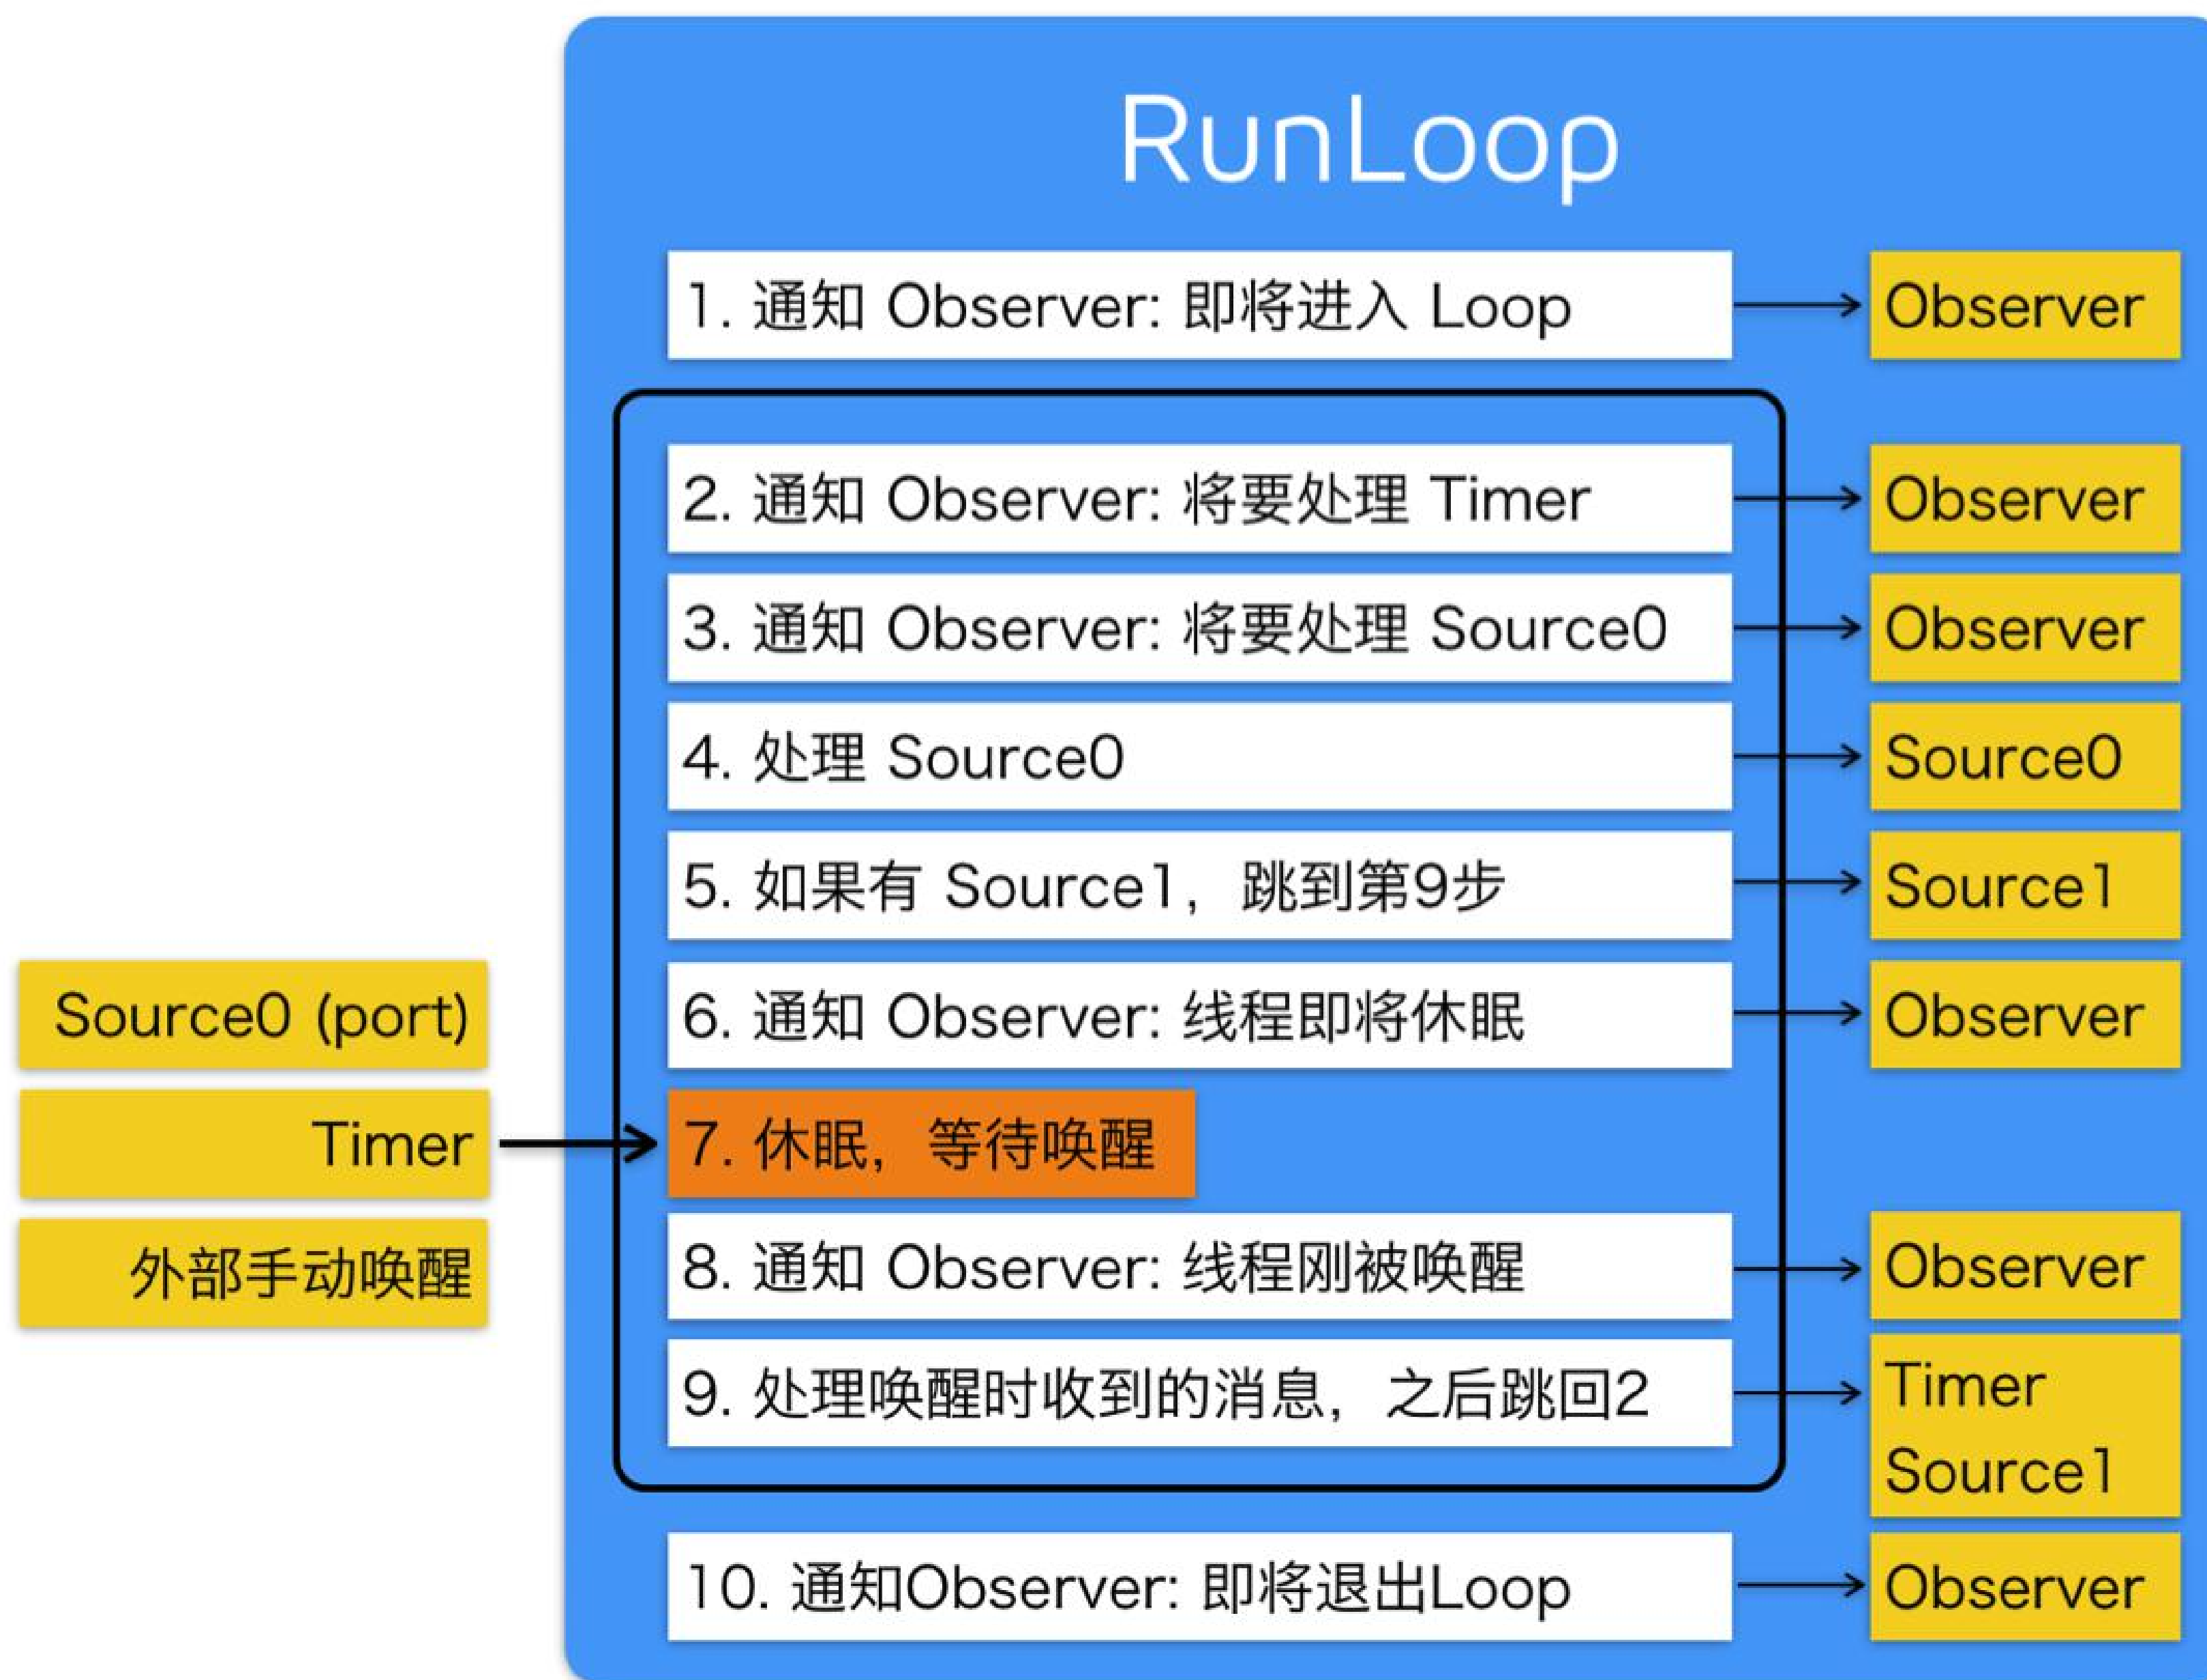 RunLoop
1. 通知 Observer: 即将进入 Loop
Observer
2. 通知 Observer: 将要处理 Timer
Observer
3. 通知 Observer: 将要处理 Source0
Observer
4. 处理 Source0
Source0
5. 如果有 Source1，跳到第9步
Source1
Source0 (port)
6. 通知 Observer: 线程即将休眠
Observer
Timer
7. 休眠，等待唤醒
外部手动唤醒
8. 通知 Observer: 线程刚被唤醒
Observer
9. 处理唤醒时收到的消息，之后跳回2
Timer
Source1
10. 通知Observer: 即将退出Loop
Observer